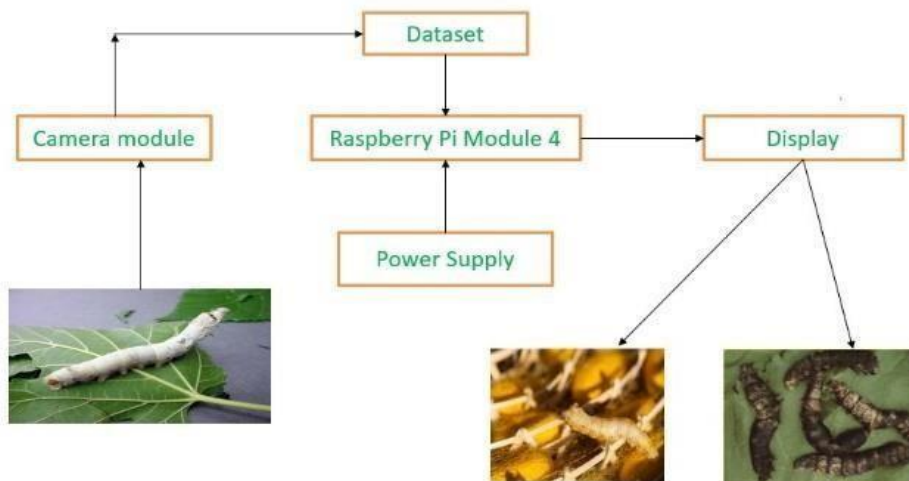 Dataset
Camera module
Raspberry Pi Module 4
Display
Power Supply